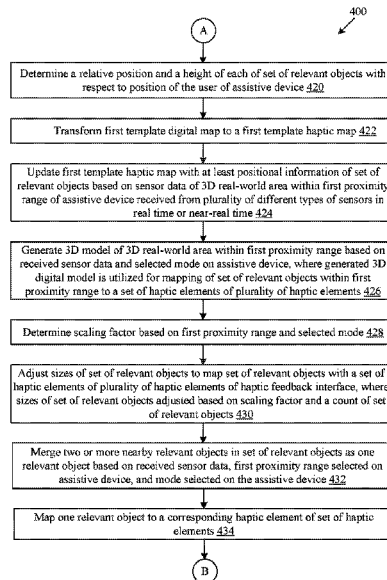 400
A
Determine a relative position and a height of each of set of relevant objects with
respect to position of the user of assistive device 420
Transform first template digital map to a first template haptic map 422
Update first template haptic map with at least positional information of set of
relevant objects based on sensor data of 3D real-world area within first proximity
range of assistive device received from plurality of different types of sensors in
real time or near-real time 424
Generate 3D model of 3D real-world area within first proximity range based on
received sensor data and selected mode on assistive device, where generated 3D
digital model is utilized for mapping of set of relevant objects within first
proximity range to a set of haptic elements of plurality of haptic elements 426
Determine scaling factor based on first proximity range and selected mode 428
Adjust sizes of set of relevant objects to map set of relevant objects with a set of
haptic elements of plurality of haptic elements of haptic feedback interface, where
sizes of set of relevant objects adjusted based on scaling factor and a count of set
of relevant objects 430
Merge two or more nearby relevant objects in set of relevant objects as one
relevant object based on received sensor data, first proximity range selected on
assistive device, and mode selected on the assistive device 432
Map one relevant object to a corresponding haptic element of set of haptic
elements 434
B